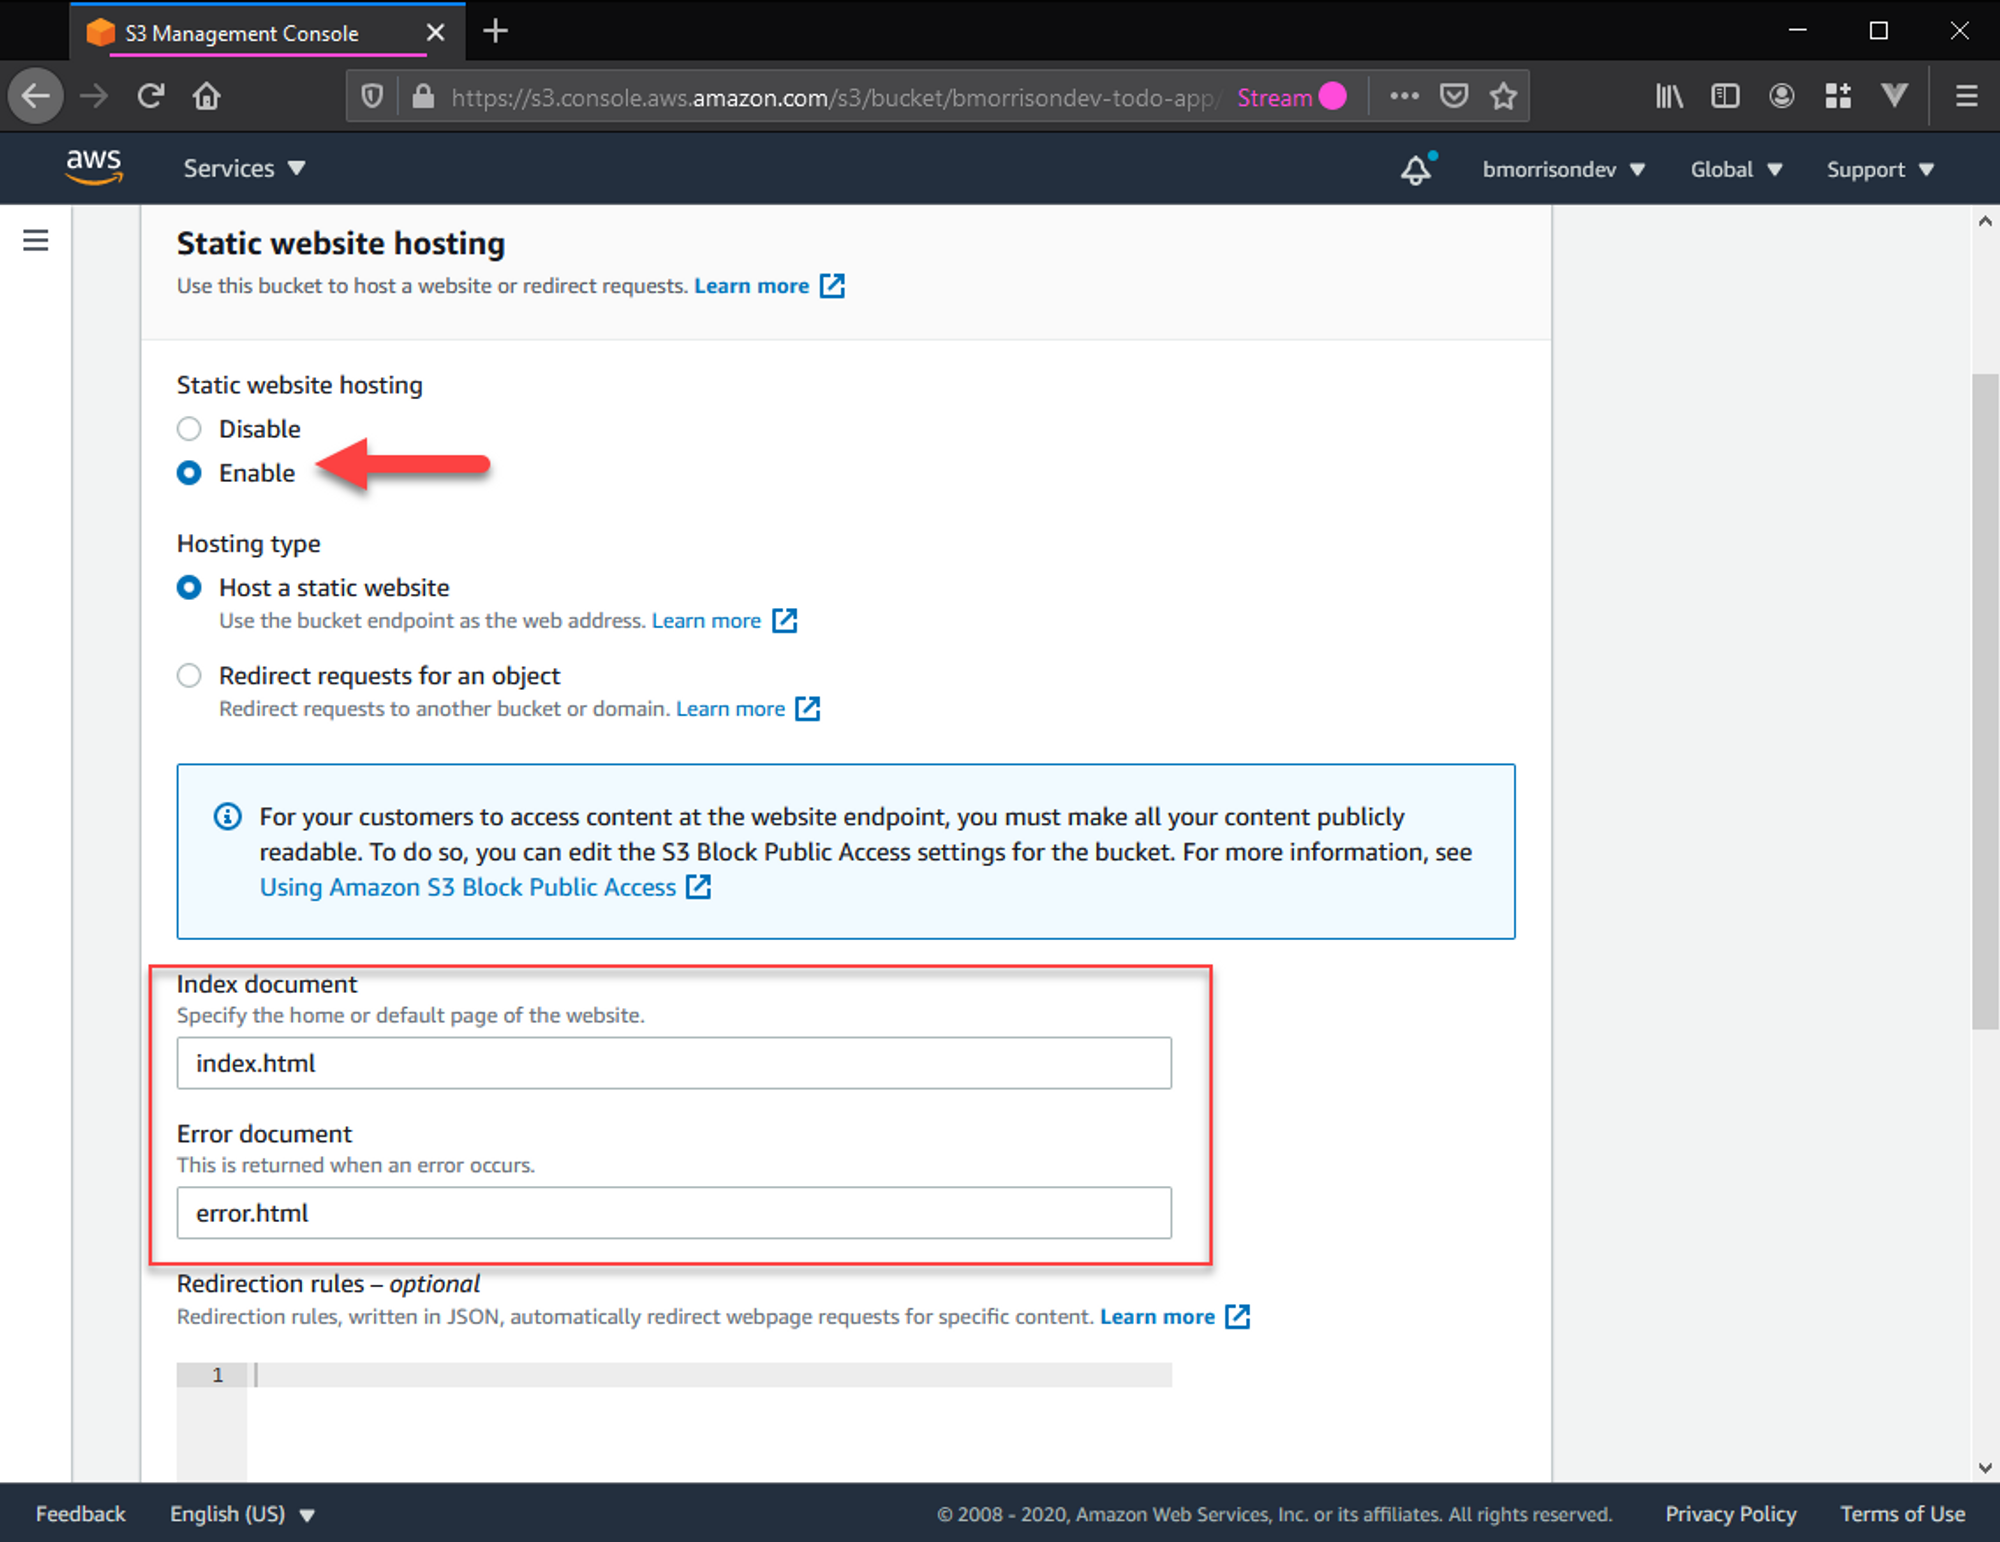 S3 Management Console
https://s3.console.aws.amazon.com/s3/bucket/bmorrisondev-todo-app/ Stream
aws Services bmorrisondev Global Support
Static website hosting
Use this bucket to host a website or redirect requests. Learn more
Static website hosting
Disable
Enable
Hosting type
Host a static website
Use the bucket endpoint as the web address. Learn more
Redirect requests for an object
Redirect requests to another bucket or domain. Learn more
For your customers to access content at the website endpoint, you must make all your content publicly
readable. To do so, you can edit the S3 Block Public Access settings for the bucket. For more information, see
Using Amazon S3 Block Public Access
Index document
Specify the home or default page of the website.
index.html
Error document
This is returned when an error occurs.
error.html
Redirection rules – optional
Redirection rules, written in JSON, automatically redirect webpage requests for specific content. Learn more
1
Feedback English (US) © 2008 - 2020, Amazon Web Services, Inc. or its affiliates. All rights reserved. Privacy Policy Terms of Use